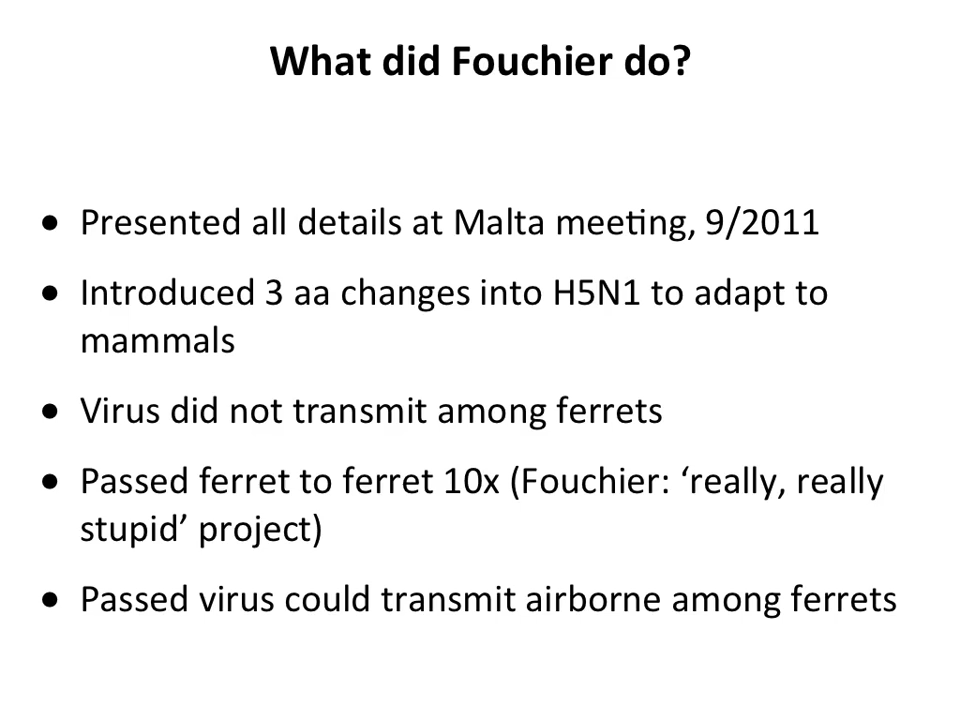 What did Fouchier do?
• Presented all details at Malta meeting, 9/2011
• Introduced 3 aa changes into H5N1 to adapt to
mammals
• Virus did not transmit among ferrets
• Passed ferret to ferret 10x (Fouchier: ‘really, really
stupid’ project)
• Passed virus could transmit airborne among ferrets